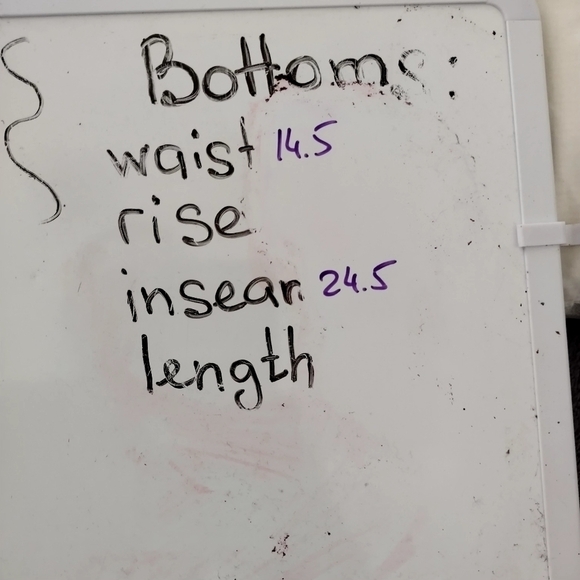 Bottoms:
waist 14.5
rise
insean 24.5
length